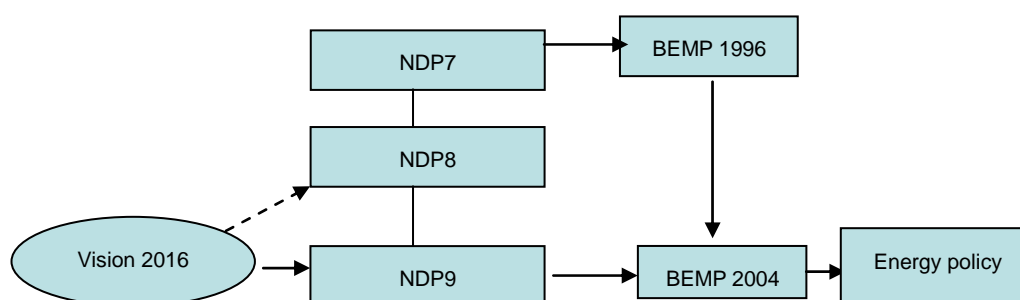 NDP7
BEMP 1996
NDP8
Vision 2016
NDP9
BEMP 2004
Energy policy